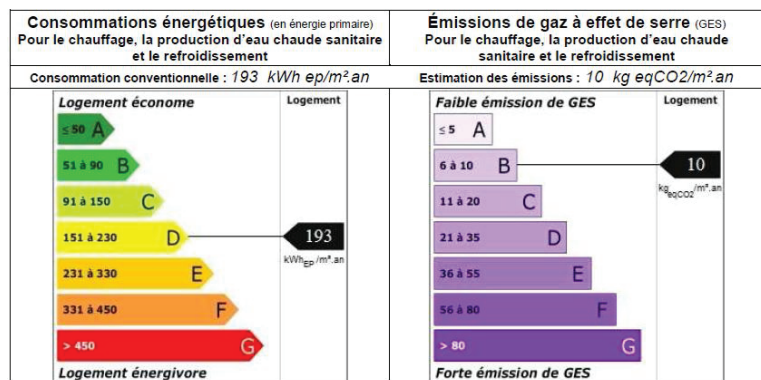 Consommations énergétiques (en énergie primaire)
Pour le chauffage, la production d'eau chaude sanitaire
et le refroidissement
Consommation conventionnelle : 193 kWh ep/m².an
Logement économe
Logement
≤ 50 A
51 à 90 B
91 à 150 C
151 à 230 D
193
kWhEP/m².an
231 à 330 E
331 à 450 F
> 450 G
Logement énergivore
Émissions de gaz à effet de serre (GES)
Pour le chauffage, la production d'eau chaude
sanitaire et le refroidissement
Estimation des émissions : 10 kg eqCO2/m².an
Faible émission de GES
Logement
≤ 5 A
6 à 10 B
10
kgeqCO2/m².an
11 à 20 C
21 à 35 D
36 à 55 E
56 à 80 F
> 80 G
Forte émission de GES